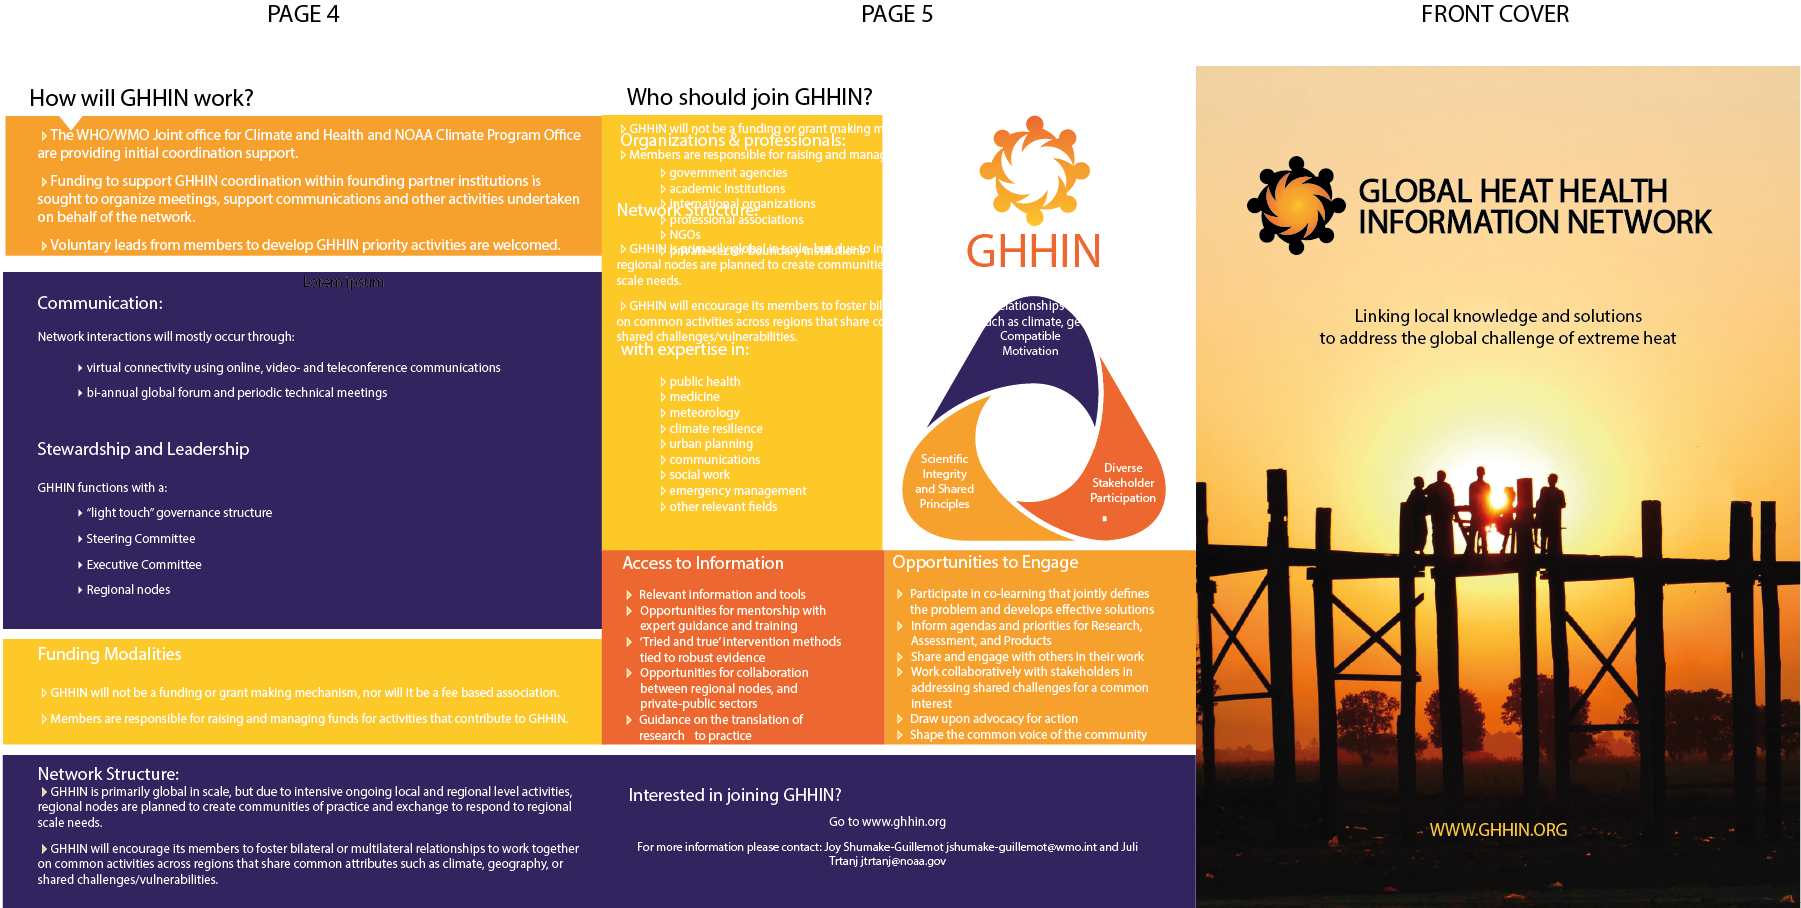 PAGE 4
How will GHHIN work?
The WHO/WMO Joint office for Climate and Health and NOAA Climate Program Office
are providing initial coordination support.
Funding to support GHHIN coordination within founding partner institutions is
sought to organize meetings, support communications and other activities undertaken
on behalf of the network.
Voluntary leads from members to develop GHHIN priority activities are welcomed.
Lorem ipsum
Communication:
Network interactions will mostly occur through:
virtual connectivity using online, video- and teleconference communications
bi-annual global forum and periodic technical meetings
Stewardship and Leadership
GHHIN functions with a:
“light touch” governance structure
Steering Committee
Executive Committee
Regional nodes
Funding Modalities
GHHIN will not be a funding or grant making mechanism, nor will it be a fee based association.
Members are responsible for raising and managing funds for activities that contribute to GHHIN.
Network Structure:
GHHIN is primarily global in scale, but due to intensive ongoing local and regional level activities,
regional nodes are planned to create communities of practice and exchange to respond to regional
scale needs.
GHHIN will encourage its members to foster bilateral or multilateral relationships to work together
on common activities across regions that share common attributes such as climate, geography, or
shared challenges/vulnerabilities.
PAGE 5
Who should join GHHIN?
GHHIN will not be a funding or grant making m
Organizations & professionals:
Members are responsible for raising and manag
government agencies
academic institutions
international organizations
Network Structure:
professional associations
NGOs
GHHIN is primarily global in scale, but due to in
private-sector boundary institutions
regional nodes are planned to create communitie
scale needs.
GHHIN will encourage its members to foster bil
on common activities across regions that share co
shared challenges/vulnerabilities.
with expertise in:
public health
medicine
meteorology
climate resilience
urban planning
communications
social work
emergency management
other relevant fields
GHHIN
elationships
uch as climate, ge
Compatible
Motivation
Scientific
Integrity
and Shared
Principles
Diverse
Stakeholder
Participation
Access to Information
Relevant information and tools
Opportunities for mentorship with
expert guidance and training
‘Tried and true’ intervention methods
tied to robust evidence
Opportunities for collaboration
between regional nodes, and
private-public sectors
Guidance on the translation of
research to practice
Opportunities to Engage
Participate in co-learning that jointly defines
the problem and develops effective solutions
Inform agendas and priorities for Research,
Assessment, and Products
Share and engage with others in their work
Work collaboratively with stakeholders in
addressing shared challenges for a common
interest
Draw upon advocacy for action
Shape the common voice of the community
Interested in joining GHHIN?
Go to www.ghhin.org
For more information please contact: Joy Shumake-Guillemot jshumake-guillemot@wmo.int and Juli
Trtanj jtrtanj@noaa.gov
FRONT COVER
GLOBAL HEAT HEALTH
INFORMATION NETWORK
Linking local knowledge and solutions
to address the global challenge of extreme heat
WWW.GHHIN.ORG